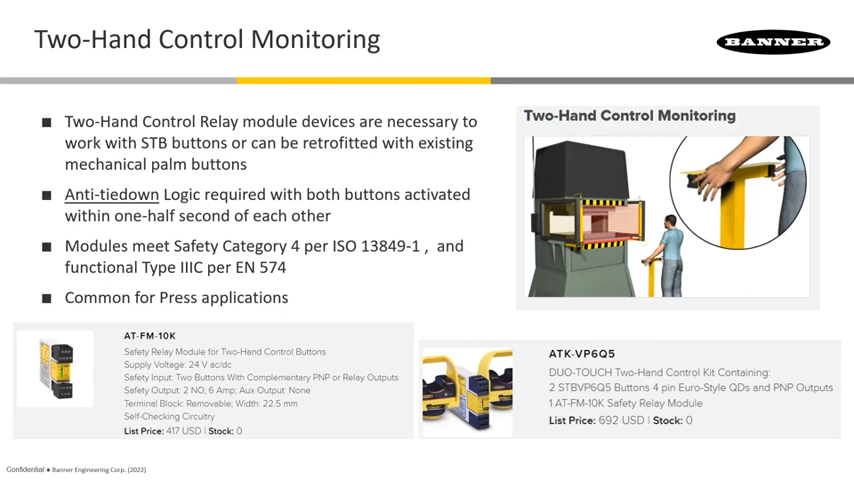 Two-Hand Control Monitoring
BANNER
■ Two-Hand Control Relay module devices are necessary to
work with STB buttons or can be retrofitted with existing
mechanical palm buttons
■ Anti-tiedown Logic required with both buttons activated
within one-half second of each other
■ Modules meet Safety Category 4 per ISO 13849-1 , and
functional Type IIIC per EN 574
■ Common for Press applications
Two-Hand Control Monitoring
AT-FM-10K
Safety Relay Module for Two-Hand Control Buttons
Supply Voltage: 24 V ac/dc
Safety Input: Two Buttons With Complementary PNP or Relay Outputs
Safety Output: 2 NO, 6 Amp; Aux Output: None
Terminal Block: Removable; Width: 22.5 mm
Self-Checking Circuitry
List Price: 417 USD | Stock: 0
ATK-VP6Q5
DUO-TOUCH Two-Hand Control Kit Containing:
2 STBVP6Q5 Buttons 4 pin Euro-Style QDs and PNP Outputs
1 AT-FM-10K Safety Relay Module
List Price: 692 USD | Stock: 0
Confidential ● Banner Engineering Corp. (2022)